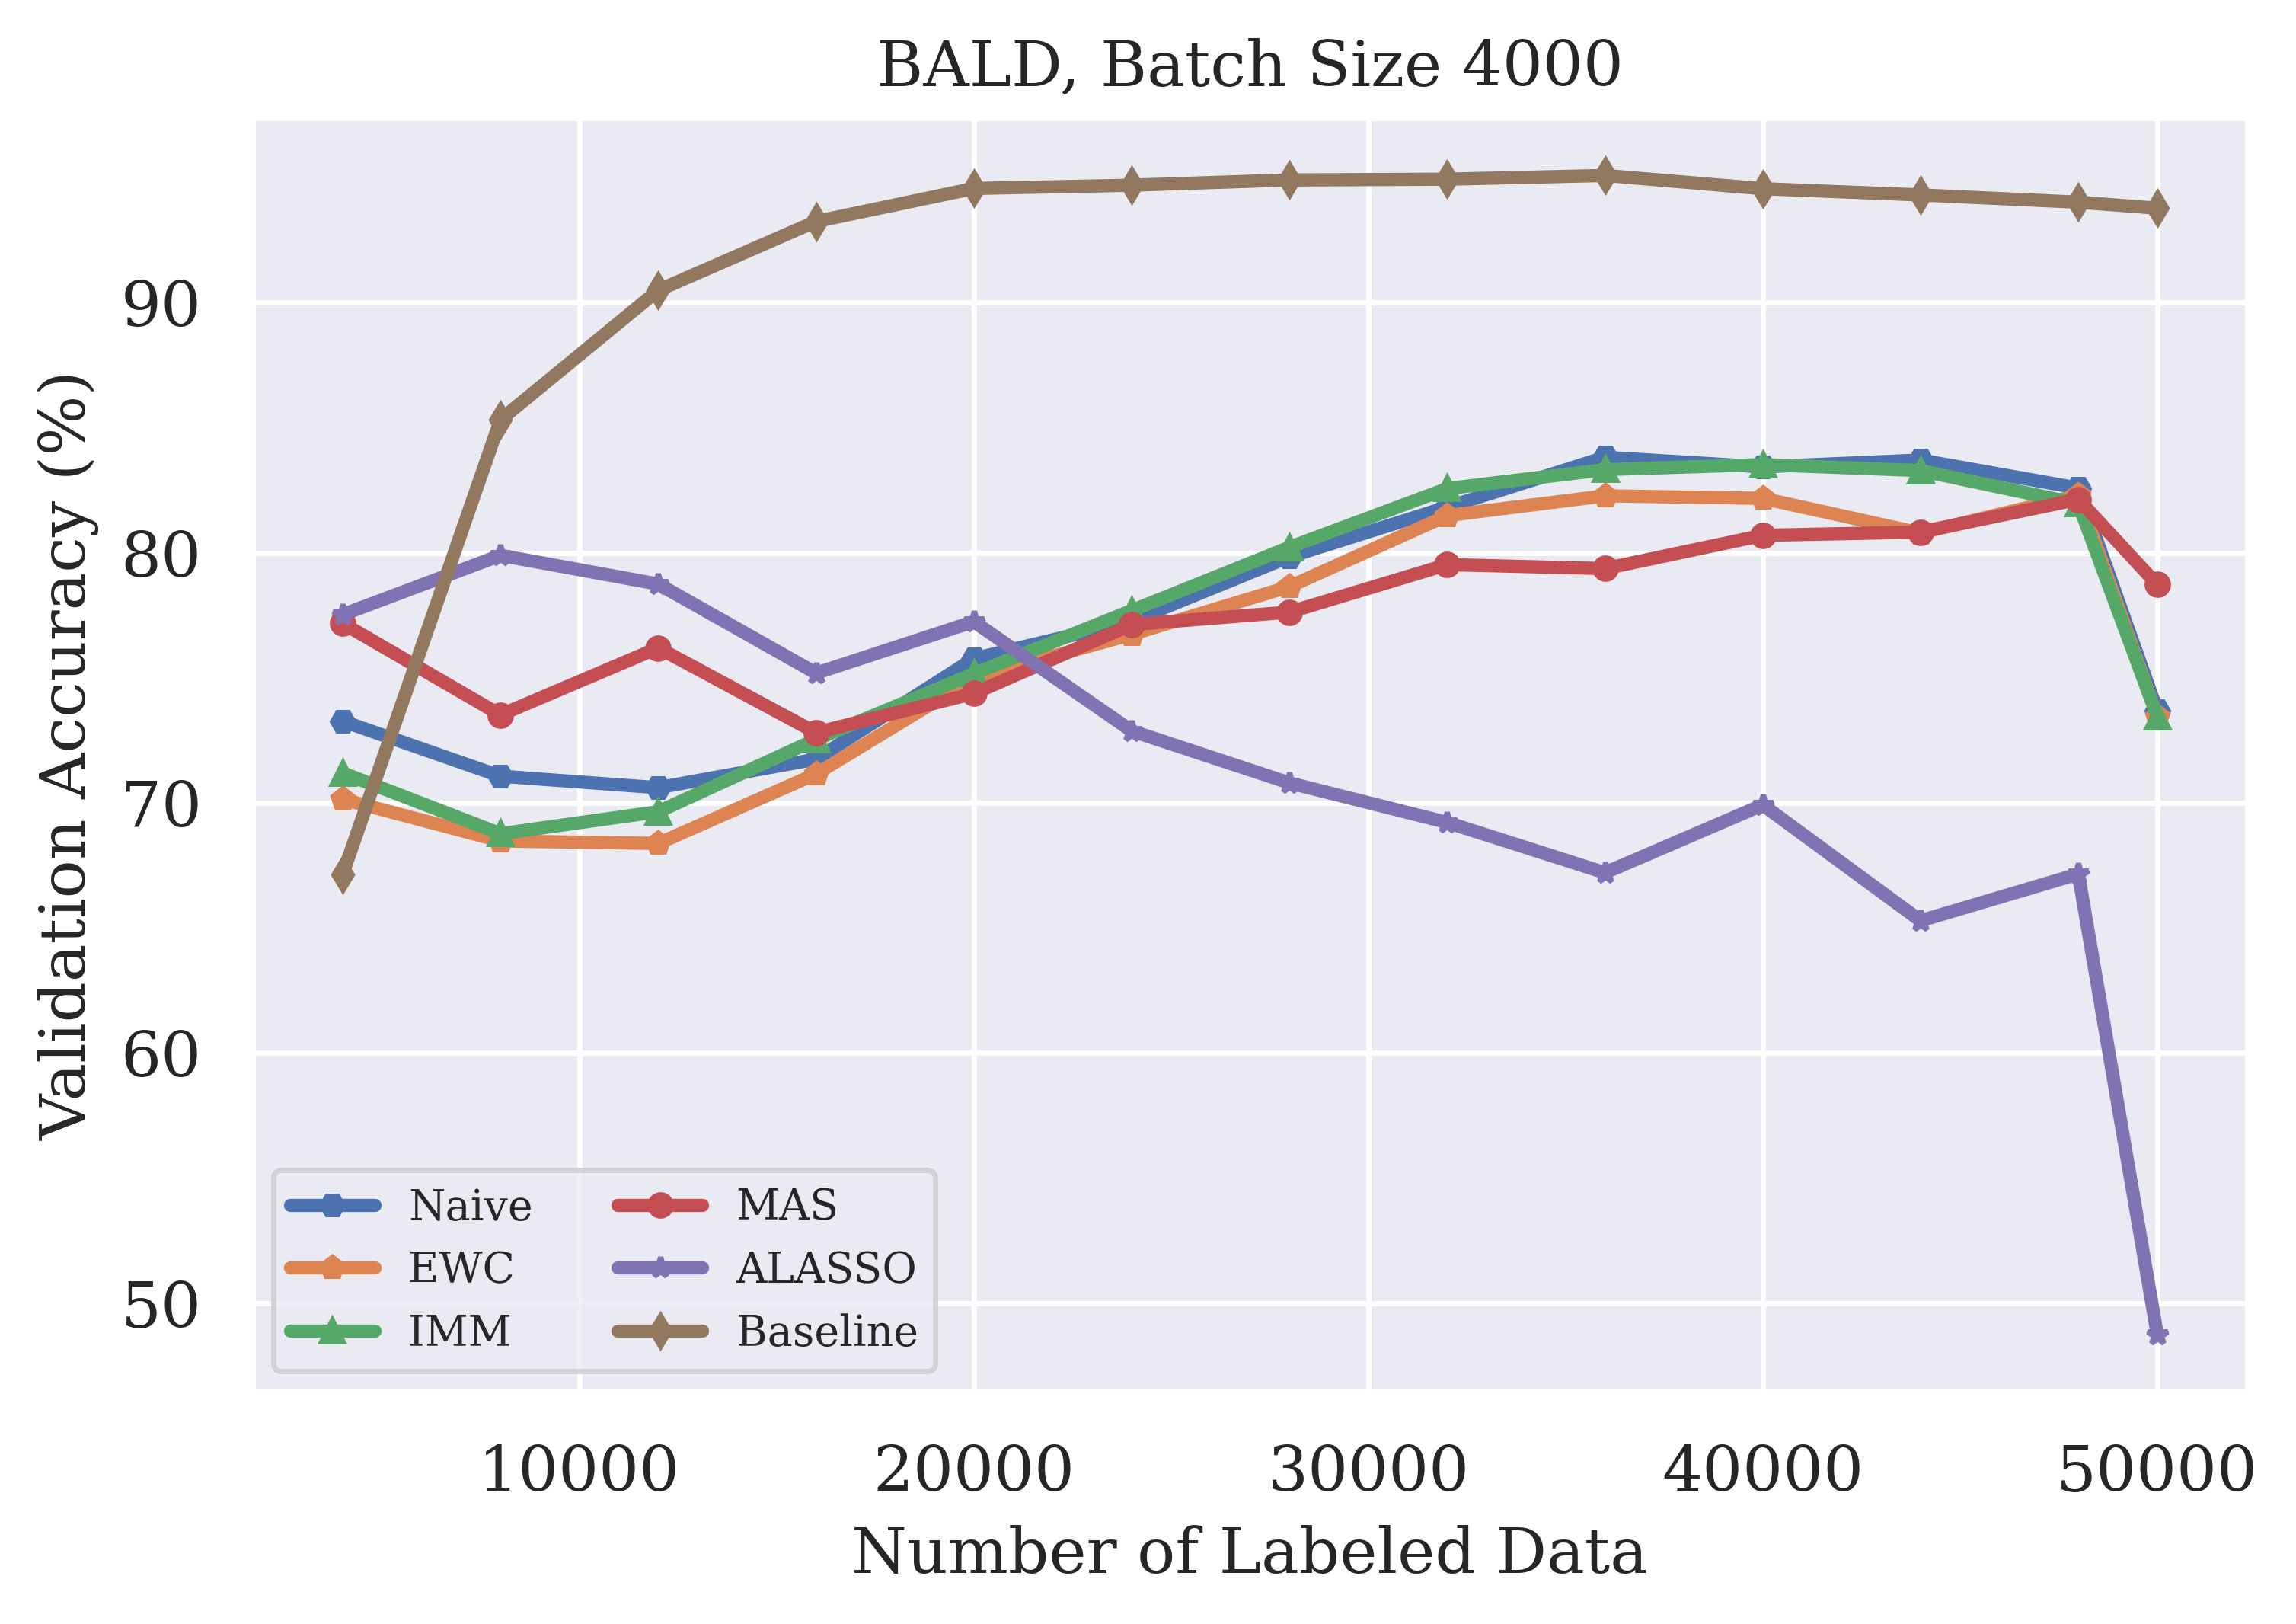 BALD, Batch Size 4000
Validation Accuracy (%)
90
80
70
60
50
Naive
EWC
IMM
MAS
ALASSO
Baseline
10000 20000 30000 40000 50000
Number of Labeled Data